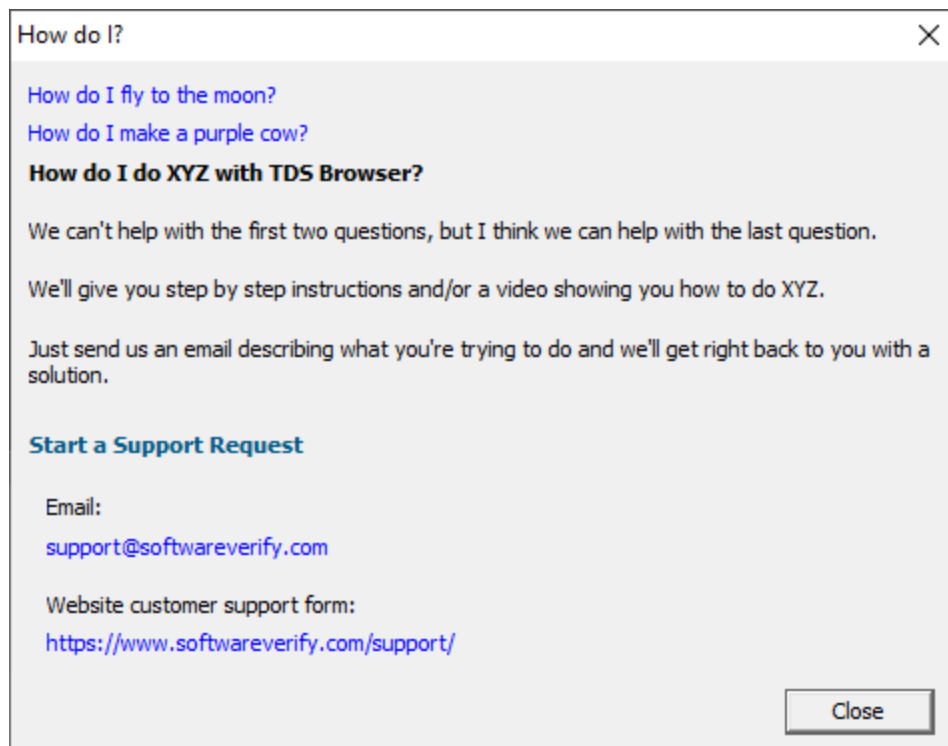 How do I?
How do I fly to the moon?
How do I make a purple cow?
How do I do XYZ with TDS Browser?
We can't help with the first two questions, but I think we can help with the last question.
We'll give you step by step instructions and/or a video showing you how to do XYZ.
Just send us an email describing what you're trying to do and we'll get right back to you with a
solution.
Start a Support Request
Email:
support@softwareverify.com
Website customer support form:
https://www.softwareverify.com/support/
Close